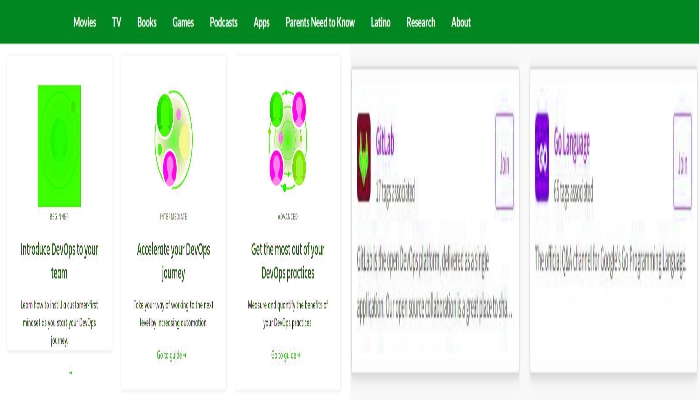 Movies TV Books Games Podcasts Apps Parents Need to Know Latino Research About
BEGINNER
Introduce DevOps to your
team
Learn how to instill a customer-first
mindset as you start your DevOps
journey.
→
INTERMEDIATE
Accelerate your DevOps
journey
Take your way of working to the next
level by increasing automation.
Go to guide→
ADVANCED
Get the most out of your
DevOps practices
Measure and quantify the benefits of
your DevOps practices
Go to guide→
GitLab
17 tags associated
Join
GitLab is the open DevOps platform, delivered as a single
application. Our open source collaboration is a great place to sha...
Go Language
tags associated
Join
The official Q&A channel for Google's Go Programming Language.